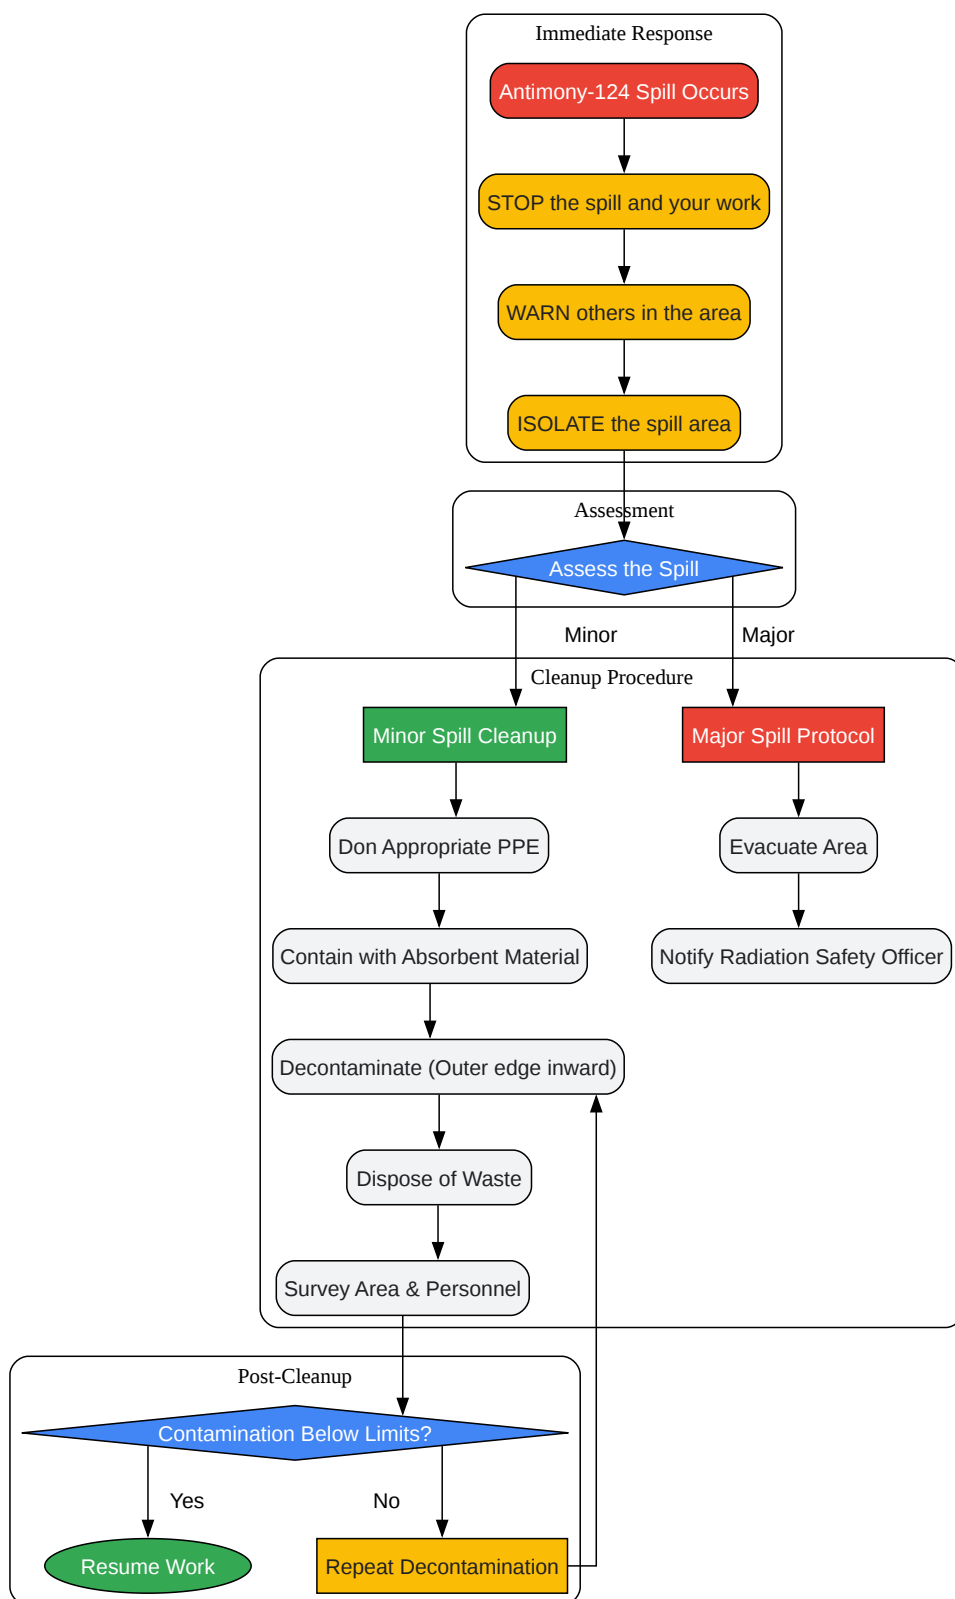 Immediate Response
Antimony-124 Spill Occurs
STOP the spill and your work
WARN others in the area
ISOLATE the spill area
Assessment
Assess the Spill
Minor
Major
Cleanup Procedure
Minor Spill Cleanup
Major Spill Protocol
Don Appropriate PPE
Evacuate Area
Contain with Absorbent Material
Notify Radiation Safety Officer
Decontaminate (Outer edge inward)
Dispose of Waste
Survey Area & Personnel
Post-Cleanup
Contamination Below Limits?
Yes
No
Resume Work
Repeat Decontamination